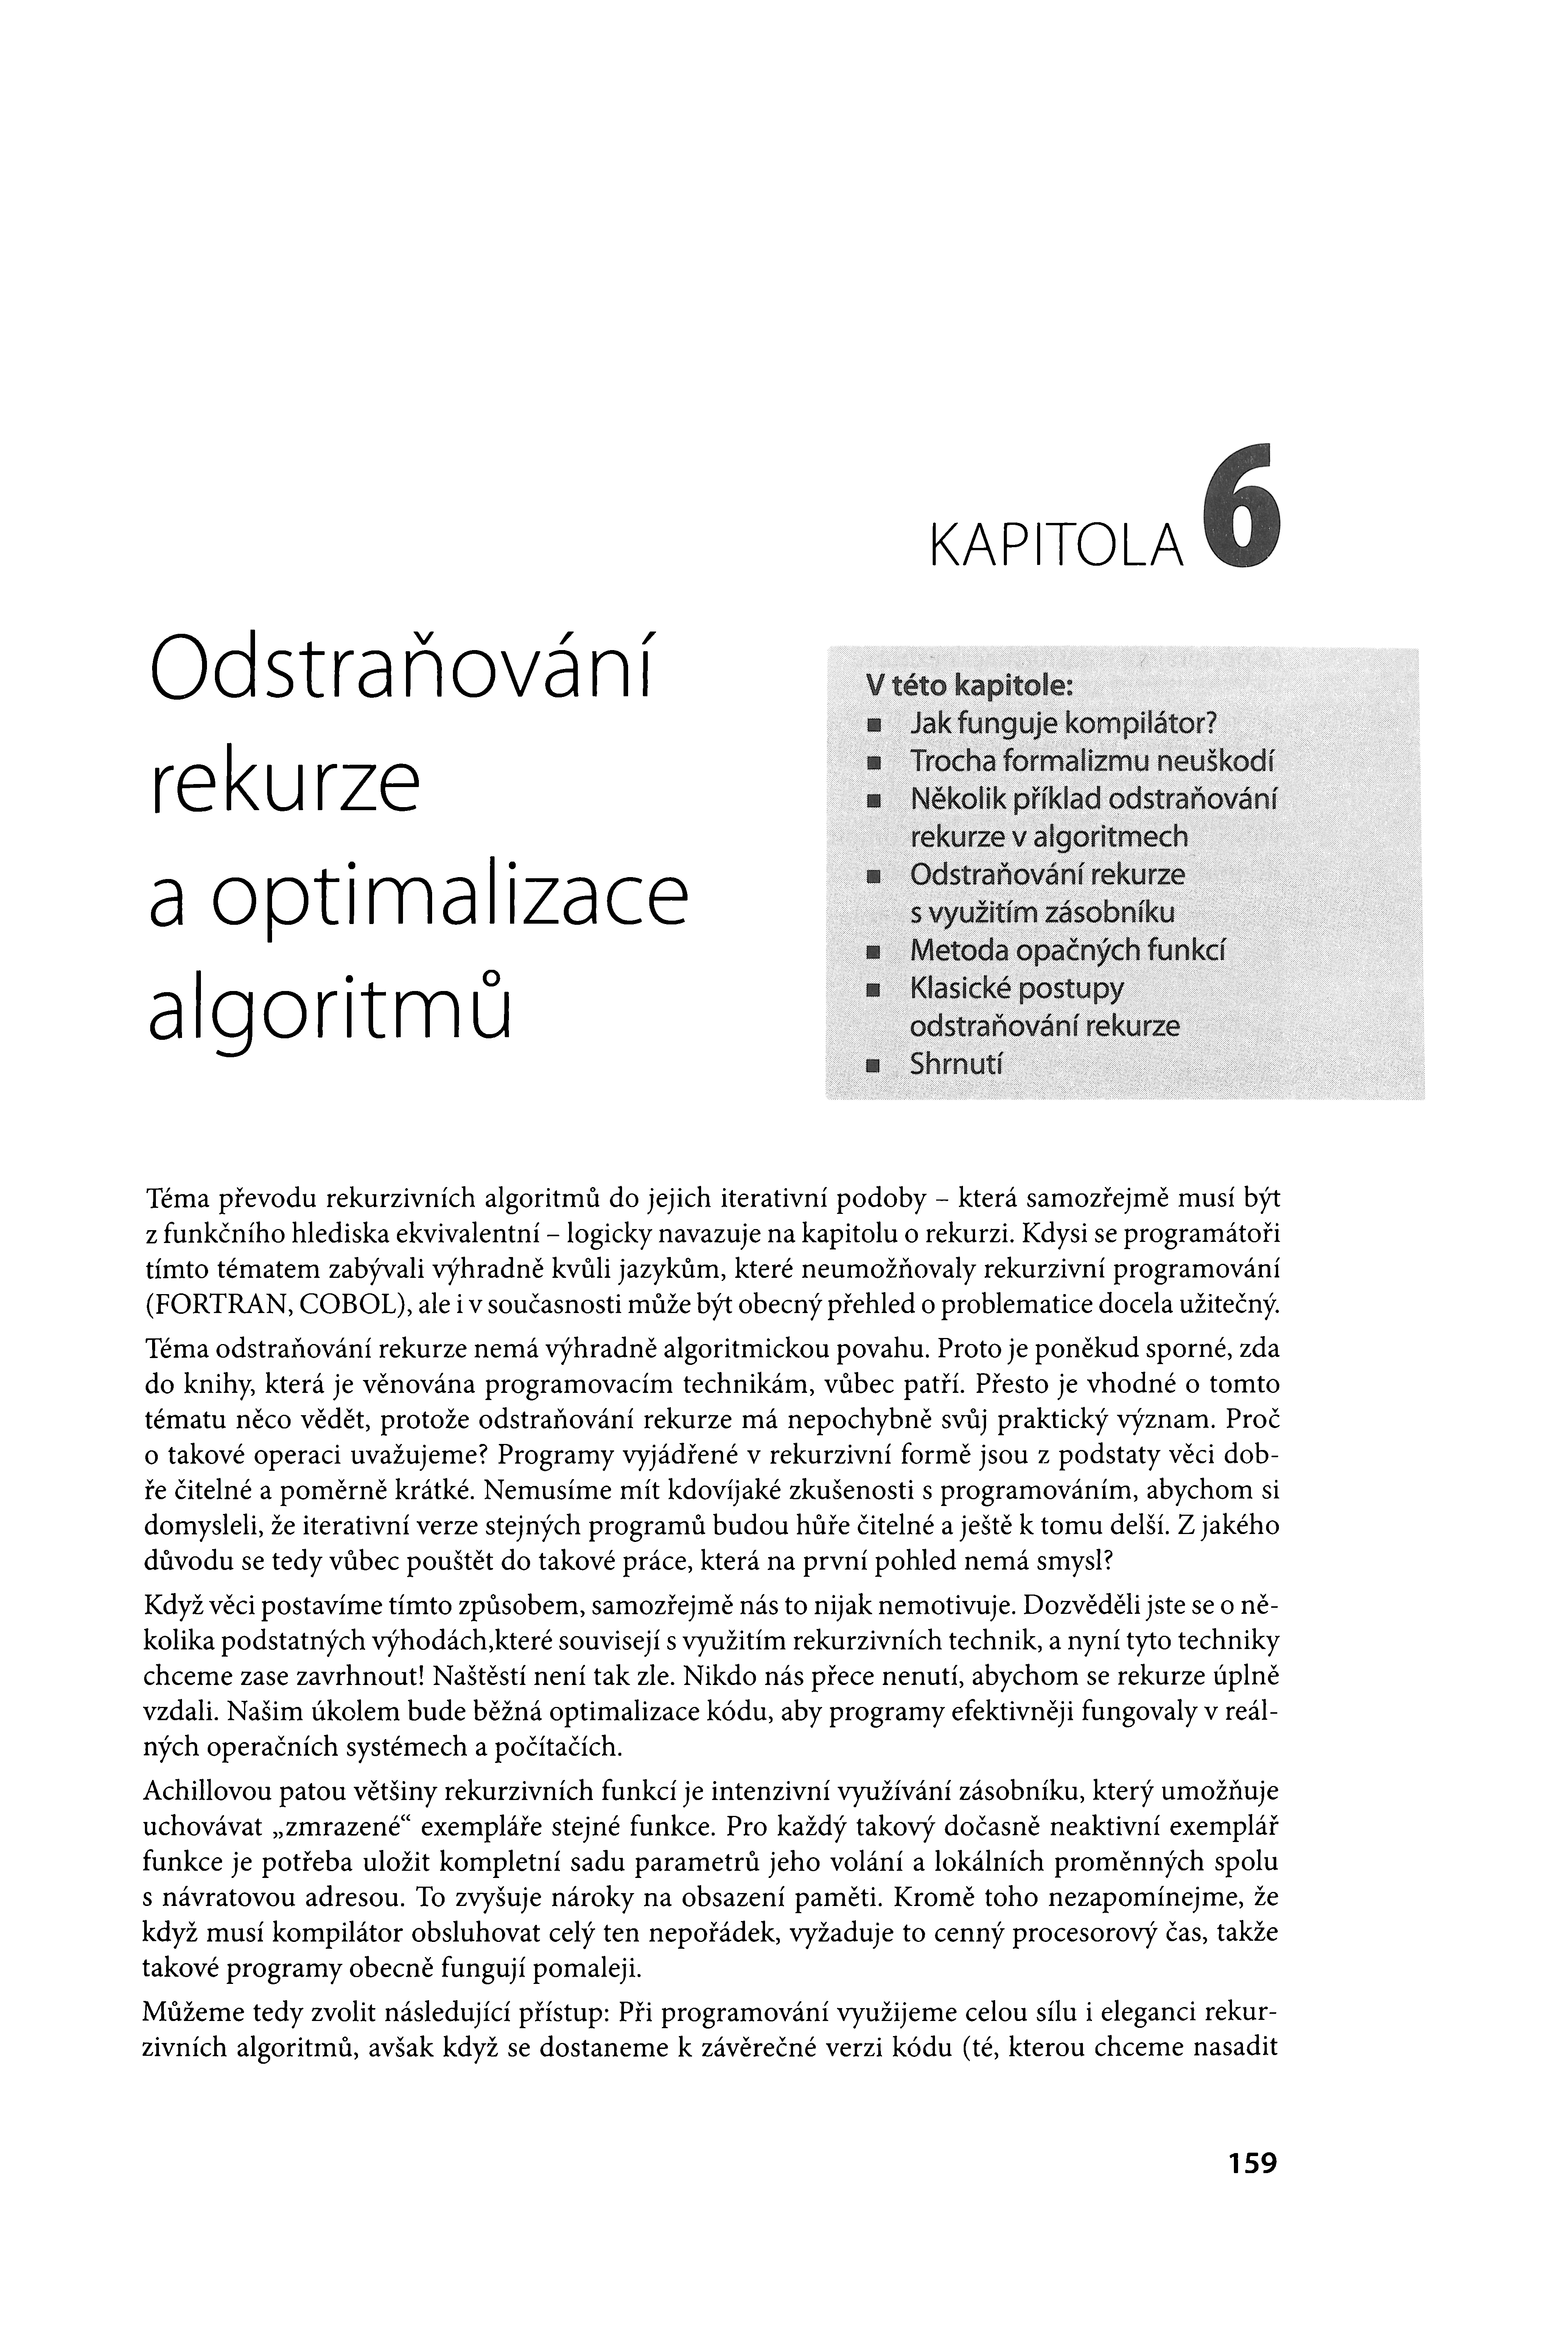 KAPITOLA 6
Odstraňování
rekurze
a optimalizace
algoritmů
V této kapitole:
▪ Jak funguje kompilátor?
▪ Trocha formalizmu neuškodí
▪ Několik příklad odstraňování
rekurze v algoritmech
▪ Odstraňování rekurze
s využitím zásobníku
▪ Metoda opačných funkcí
▪ Klasické postupy
odstraňování rekurze
▪ Shrnutí
Téma převodu rekurzivních algoritmů do jejich iterativní podoby – která samozřejmě musí být
z funkčního hlediska ekvivalentní – logicky navazuje na kapitolu o rekurzi. Kdysi se programátoři
tímto tématem zabývali výhradně kvůli jazykům, které neumožňovaly rekurzivní programování
(FORTRAN, COBOL), ale i v současnosti může být obecný přehled o problematice docela užitečný.
Téma odstraňování rekurze nemá výhradně algoritmickou povahu. Proto je poněkud sporné, zda
do knihy, která je věnována programovacím technikám, vůbec patří. Přesto je vhodné o tomto
tématu něco vědět, protože odstraňování rekurze má nepochybně svůj praktický význam. Proč
o takové operaci uvažujeme? Programy vyjádřené v rekurzivní formě jsou z podstaty věci dob-
ře čitelné a poměrně krátké. Nemusíme mít kdovíjaké zkušenosti s programováním, abychom si
domysleli, že iterativní verze stejných programů budou hůře čitelné a ještě k tomu delší. Z jakého
důvodu se tedy vůbec pouštět do takové práce, která na první pohled nemá smysl?
Když věci postavíme tímto způsobem, samozřejmě nás to nijak nemotivuje. Dozvěděli jste se o ně-
kolika podstatných výhodách,které souvisejí s využitím rekurzivních technik, a nyní tyto techniky
chceme zase zavrhnout! Naštěstí není tak zle. Nikdo nás přece nenutí, abychom se rekurze úplně
vzdali. Našim úkolem bude běžná optimalizace kódu, aby programy efektivněji fungovaly v reál-
ných operačních systémech a počítačích.
Achillovou patou většiny rekurzivních funkcí je intenzivní využívání zásobníku, který umožňuje
uchovávat „zmrazené“ exempláře stejné funkce. Pro každý takový dočasně neaktivní exemplář
funkce je potřeba uložit kompletní sadu parametrů jeho volání a lokálních proměnných spolu
s návratovou adresou. To zvyšuje nároky na obsazení paměti. Kromě toho nezapomínejme, že
když musí kompilátor obsluhovat celý ten nepořádek, vyžaduje to cenný procesorový čas, takže
takové programy obecně fungují pomaleji.
Můžeme tedy zvolit následující přístup: Při programování využijeme celou sílu i eleganci rekur-
zivních algoritmů, avšak když se dostaneme k závěrečné verzi kódu (té, kterou chceme nasadit
159